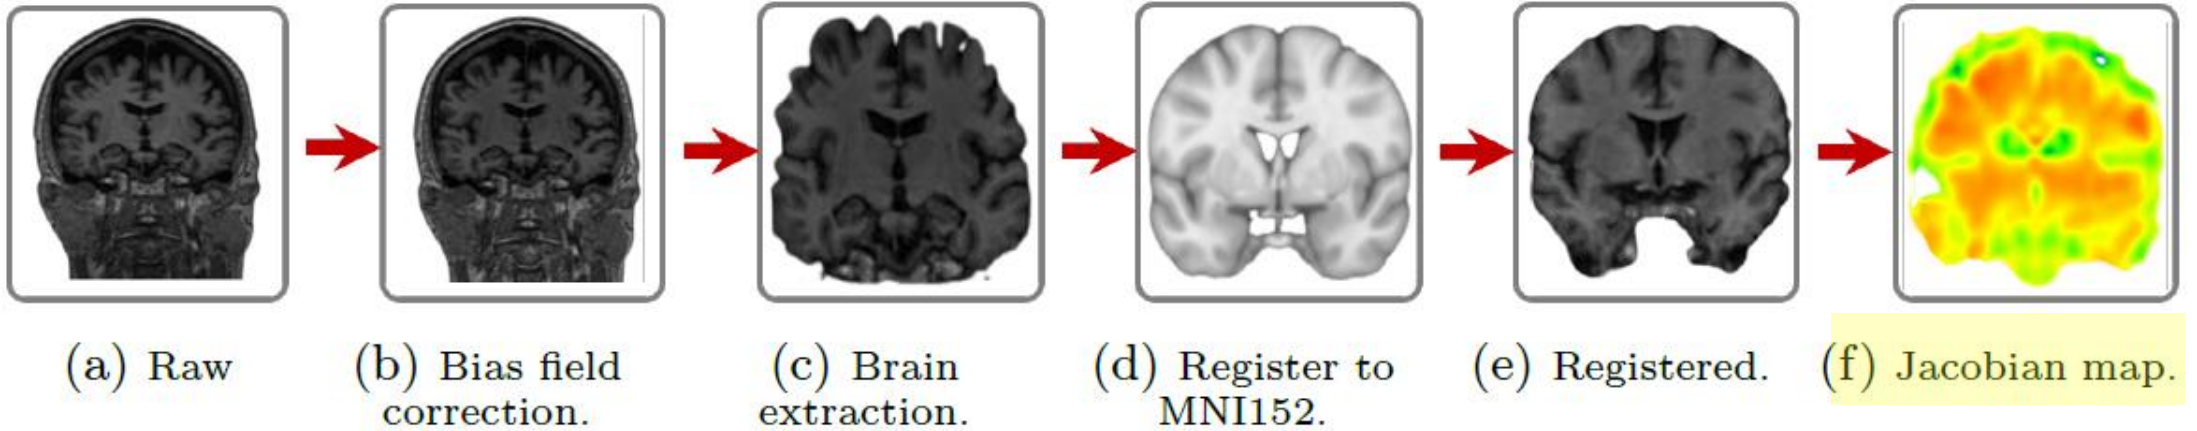 (a) Raw
(b) Bias field
correction.
(c) Brain
extraction.
(d) Register to
MNI152.
(e) Registered.
(f) Jacobian map.